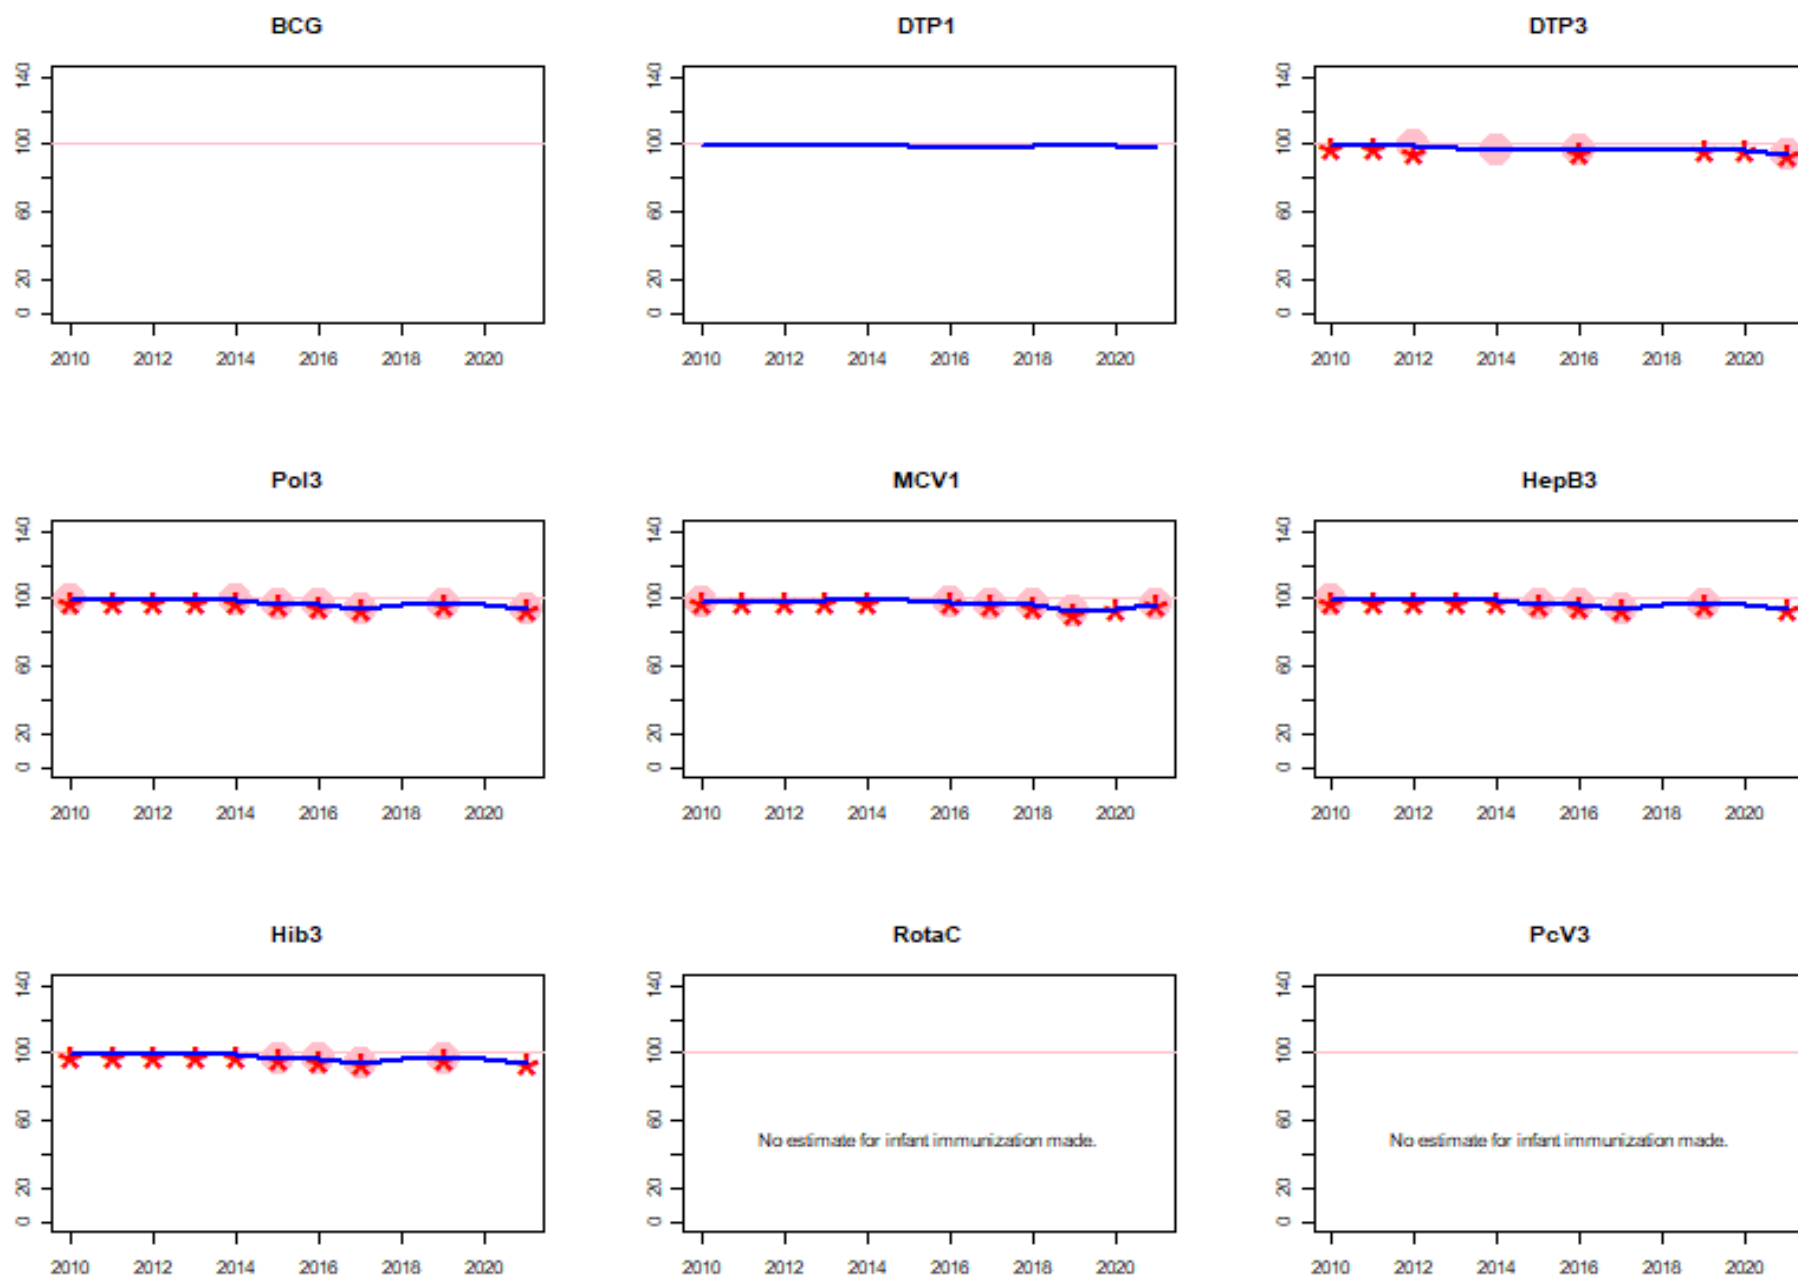 BCG DTP1 DTP3
140 140 140
100 100 100
60 60 60
20 20 20
0 0 0
2010 2012 2014 2016 2018 2020 2010 2012 2014 2016 2018 2020 2010 2012 2014 2016 2018 2020
Pol3 MCV1 HepB3
140 140 140
100 100 100
60 60 60
20 20 20
0 0 0
2010 2012 2014 2016 2018 2020 2010 2012 2014 2016 2018 2020 2010 2012 2014 2016 2018 2020
Hib3 RotaC PcV3
140 140 140
100 100 100
60 60 60
No estimate for infant immunization made. No estimate for infant immunization made.
20 20 20
0 0 0
2010 2012 2014 2016 2018 2020 2010 2012 2014 2016 2018 2020 2010 2012 2014 2016 2018 2020